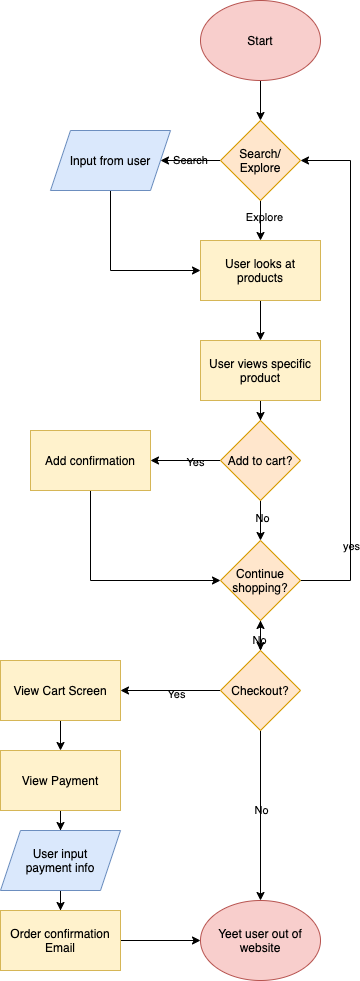 Start
Search/
Explore
Search
Input from user
Explore
User looks at
products
User views specific
product
Add to cart?
Yes
Add confirmation
No
Continue
shopping?
yes
No
Checkout?
Yes
View Cart Screen
View Payment
User input
payment info
No
Order confirmation
Email
Yeet user out of
website